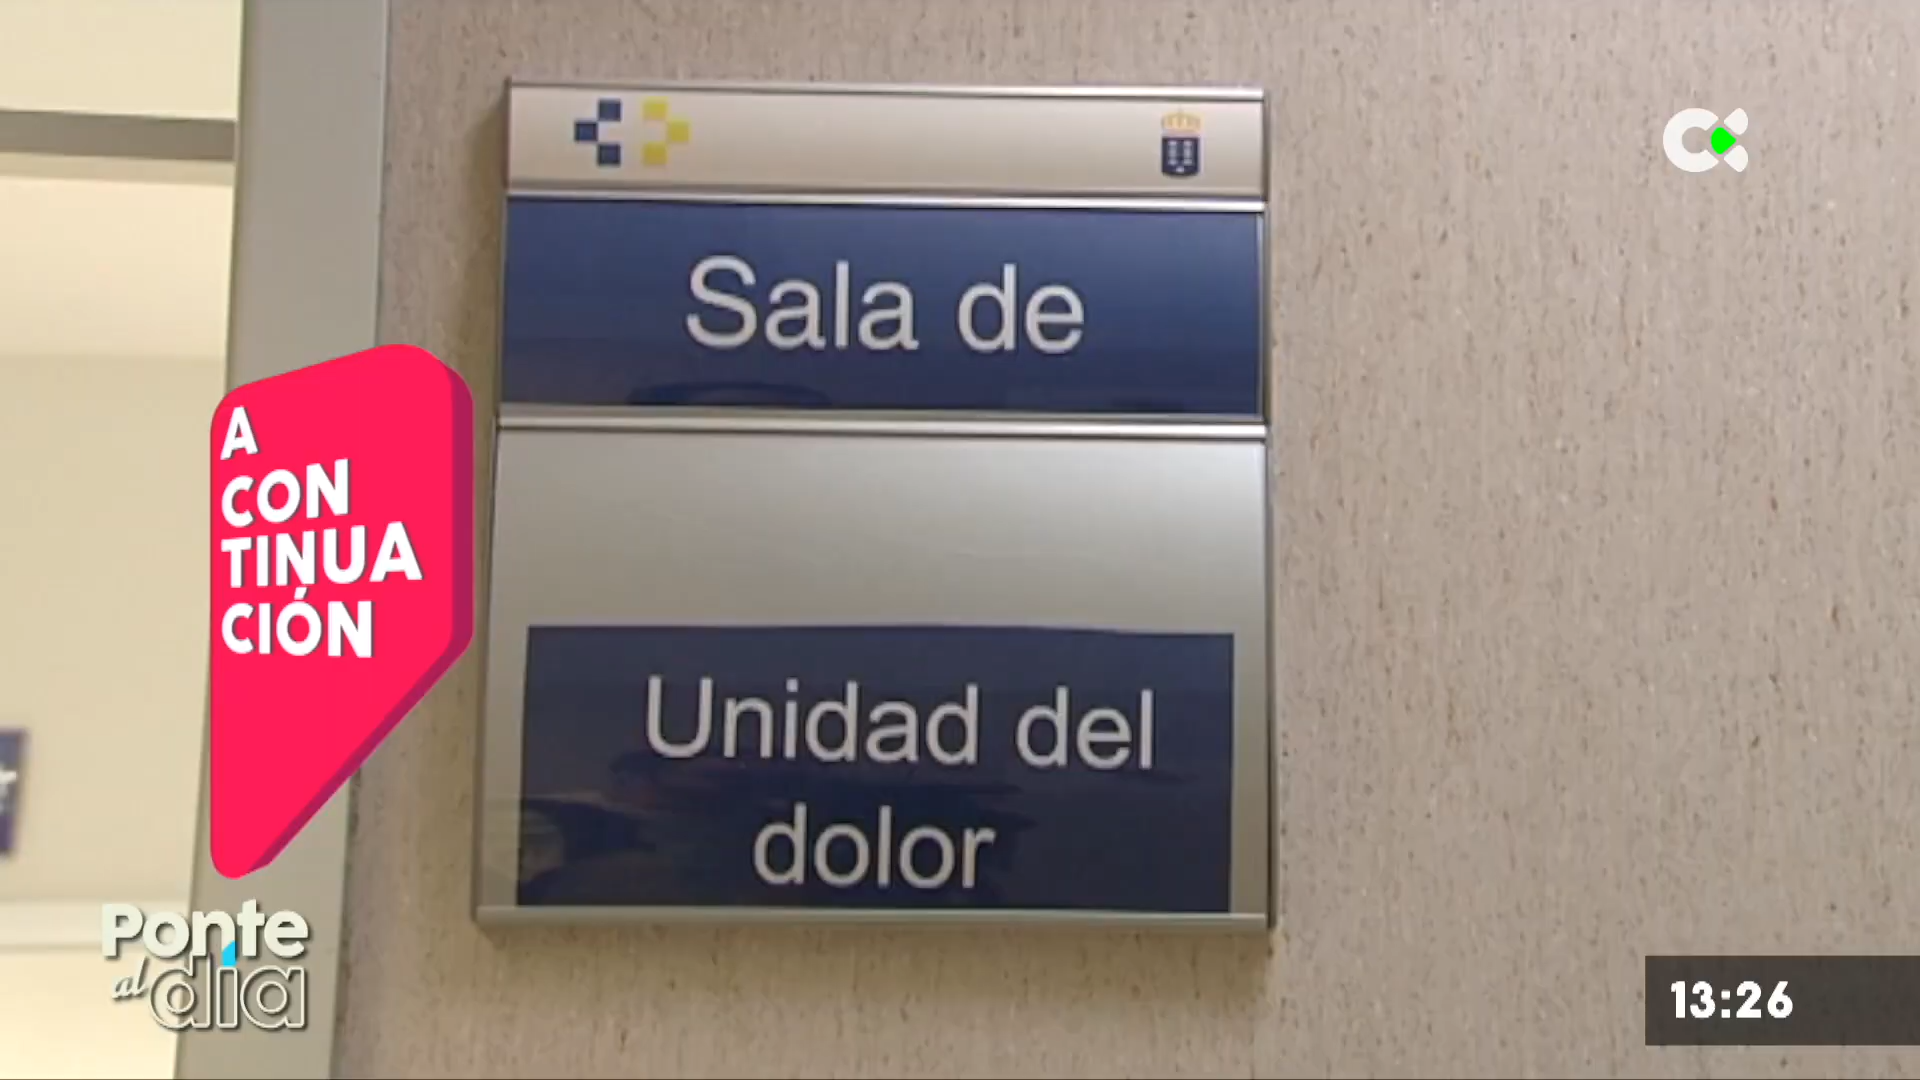 Sala de
A
CON
TINUA
CIÓN
Unidad del
dolor
Ponte
al día
13:26